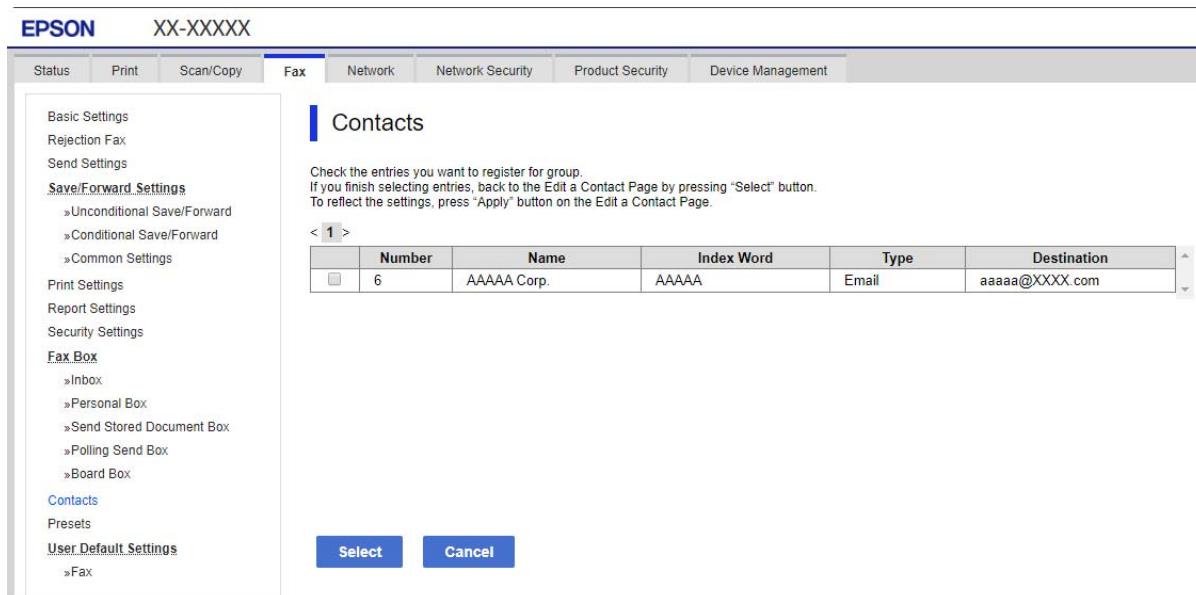 EPSON XX-XXXXX
Status Print Scan/Copy Fax Network Network Security Product Security Device Management
Basic Settings
Rejection Fax
Send Settings
Save/Forward Settings
»Unconditional Save/Forward
»Conditional Save/Forward
»Common Settings
Print Settings
Report Settings
Security Settings
Fax Box
»Inbox
»Personal Box
»Send Stored Document Box
»Polling Send Box
»Board Box
Contacts
Presets
User Default Settings
»Fax
Contacts
Check the entries you want to register for group.
If you finish selecting entries, back to the Edit a Contact Page by pressing “Select” button.
To reflect the settings, press “Apply” button on the Edit a Contact Page.
< 1 >
Number Name Index Word Type Destination
6 AAAAA Corp. AAAAA Email aaaaa@XXXX.com
Select Cancel